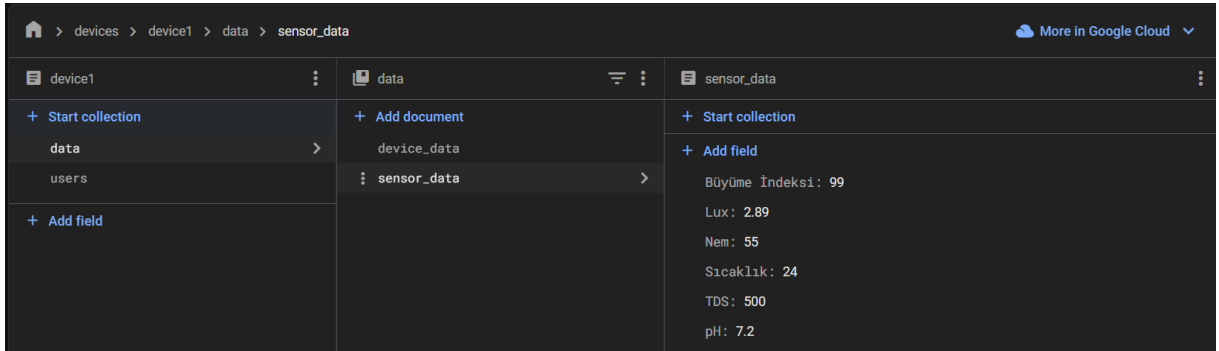 > devices > device1 > data > sensor_data
More in Google Cloud
device1
+ Start collection
data
users
+ Add field
data
+ Add document
device_data
sensor_data
sensor_data
+ Start collection
+ Add field
Büyüme İndeksi: 99
Lux: 2.89
Nem: 55
Sıcaklık: 24
TDS: 500
pH: 7.2